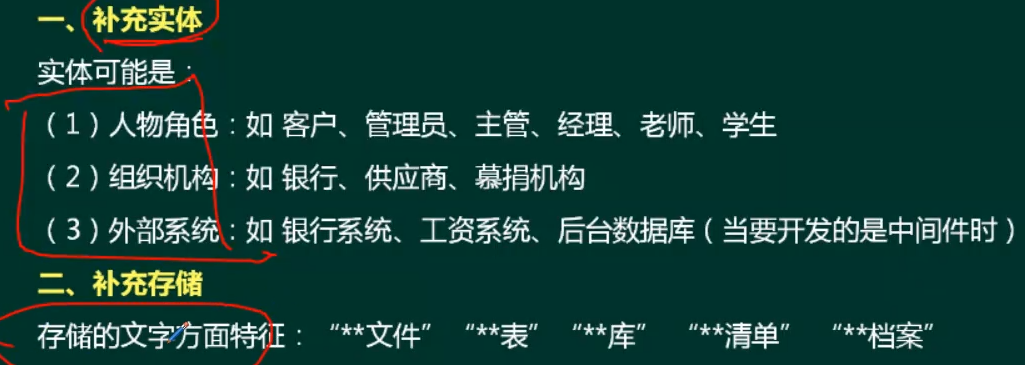 一、补充实体
实体可能是：
（1）人物角色：如 客户、管理员、主管、经理、老师、学生
（2）组织机构：如 银行、供应商、慕捐机构
（3）外部系统：如 银行系统、工资系统、后台数据库（当要开发的是中间件时）
二、补充存储
存储的文字方面特征：“**文件” “**表” “**库” “**清单” “**档案”